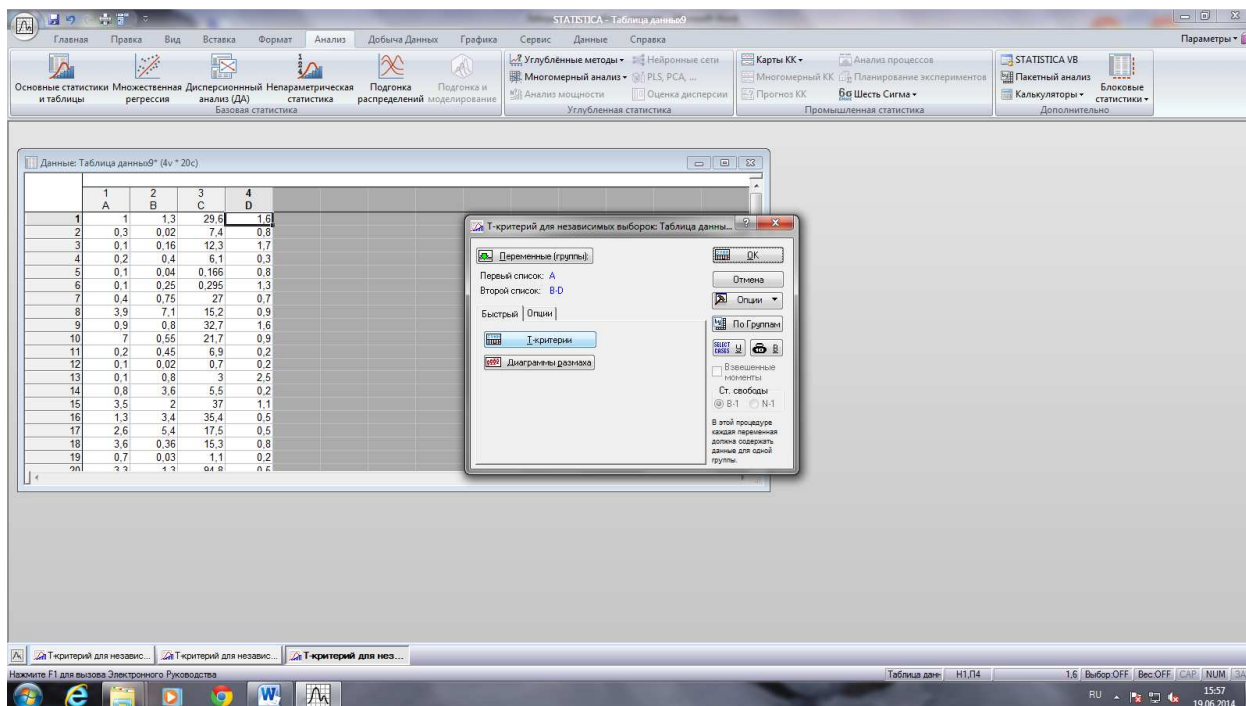 STATISTICA - Таблица данных9
Главная Правка Вид Вставка Формат Анализ Добыча Данных Графика Сервис Данные Справка Параметры
Основные статистики и таблицы
Множественная регрессия
Дисперсионнный анализ (ДА)
Непараметрическая статистика
Подгонка распределений
Подгонка и моделирование
Базовая статистика
Углублённые методы
Нейронные сети
Многомерный анализ
PLS, PCA, ...
Анализ мощности
Оценка дисперсии
Углубленная статистика
Карты КК
Анализ процессов
Многомерный КК
Планирование экспериментов
Прогноз КК
6σ Шесть Сигма
Промышленная статистика
STATISTICA VB
Пакетный анализ
Калькуляторы
Блоковые статистики
Дополнительно
Данные: Таблица данных9* (4v * 20c)
1 2 3 4
A B C D
1 1 1,3 29,6 1,6
2 0,3 0,02 7,4 0,8
3 0,1 0,16 12,3 1,7
4 0,2 0,4 6,1 0,3
5 0,1 0,04 0,166 0,8
6 0,1 0,25 0,295 1,3
7 0,4 0,75 27 0,7
8 3,9 7,1 15,2 0,9
9 0,9 0,8 32,7 1,6
10 7 0,55 21,7 0,9
11 0,2 0,45 6,9 0,2
12 0,1 0,02 0,7 0,2
13 0,1 0,8 3 2,5
14 0,8 3,6 5,5 0,2
15 3,5 2 37 1,1
16 1,3 3,4 35,4 0,5
17 2,6 5,4 17,5 0,5
18 3,6 0,36 15,3 0,8
19 0,7 0,03 1,1 0,2
20 3,3 1,3 94,8 0,6
Т-критерий для независимых выборок: Таблица данны...
Переменные (группы):
Первый список: A
Второй список: B-D
Быстрый Опции
Т-критерии
Диаграммы размаха
OK
Отмена
Опции
По Группам
SELECT CASES
Взвешенные моменты
Ст. свободы
В-1 N-1
В этой процедуре
каждая переменная
должна содержать
данные для одной
группы.
Т-критерий для независ... Т-критерий для независ... Т-критерий для нез...
Нажмите F1 для вызова Электронного Руководства
Таблица данн Н1,П4 1,6 Выбор:OFF Вес:OFF CAP NUM
RU 15:57
19.06.2014